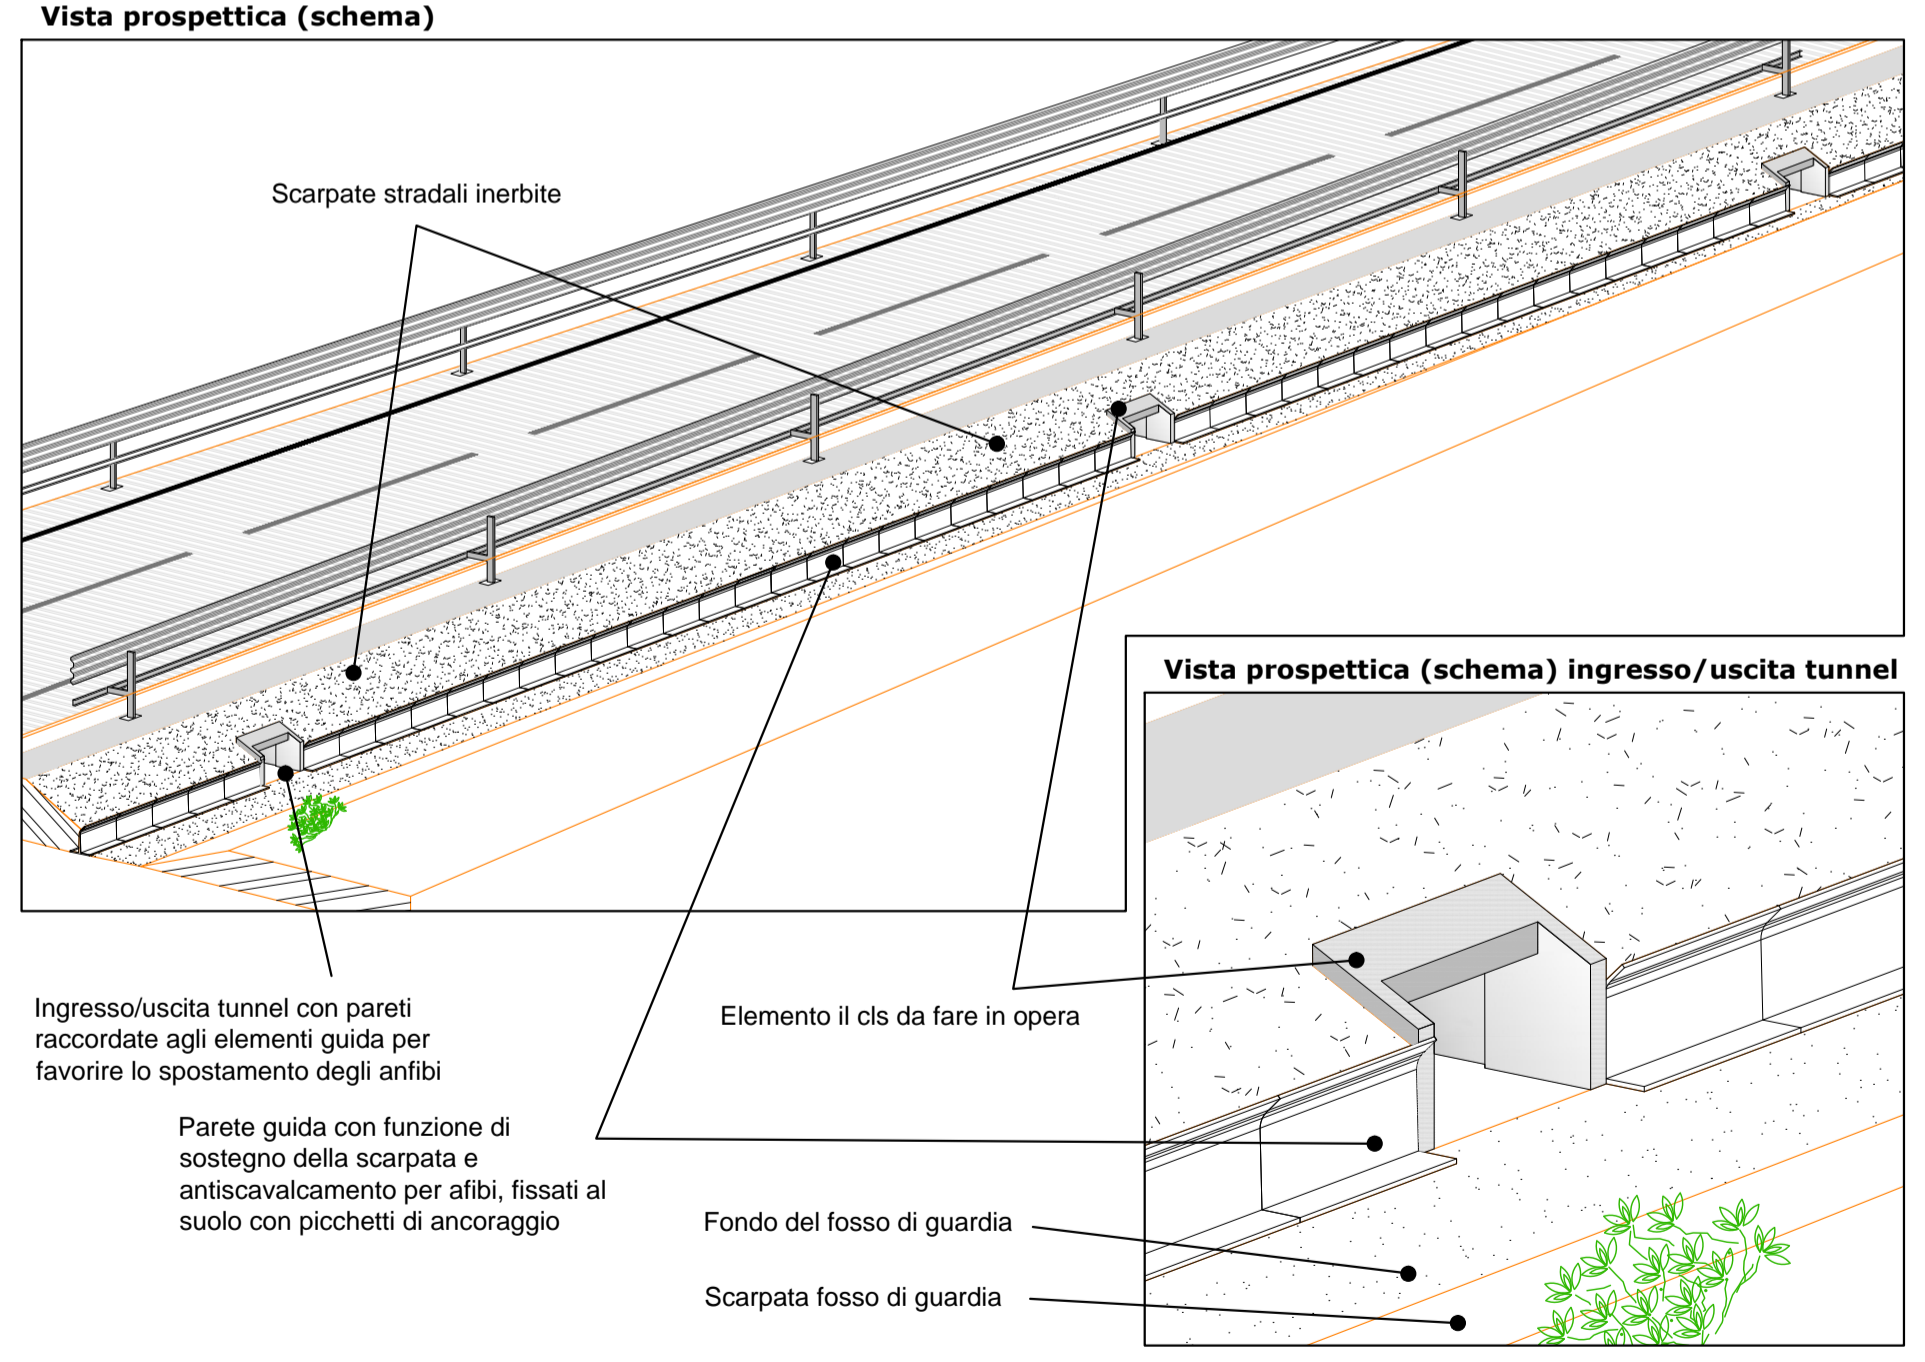 Vista prospettica (schema)
Scarpate stradali inerbite
Vista prospettica (schema) ingresso/uscita tunnel
Ingresso/uscita tunnel con pareti
raccordate agli elementi guida per
favorire lo spostamento degli anfibi
Elemento il cls da fare in opera
Parete guida con funzione di
sostegno della scarpata e
antiscavalcamento per afibi, fissati al
suolo con picchetti di ancoraggio
Fondo del fosso di guardia
Scarpata fosso di guardia